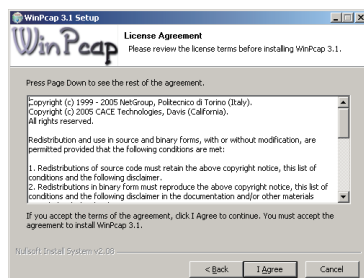 WinPcap 3.1 Setup
WinPcap
License Agreement
Please review the license terms before installing WinPcap 3.1.
Press Page Down to see the rest of the agreement.
Copyright (c) 1999 - 2005 NetGroup, Politecnico di Torino (Italy).
Copyright (c) 2005 CACE Technologies, Davis (California).
All rights reserved.
Redistribution and use in source and binary forms, with or without modification, are
permitted provided that the following conditions are met:
1. Redistributions of source code must retain the above copyright notice, this list of
conditions and the following disclaimer.
2. Redistributions in binary form must reproduce the above copyright notice, this list of
conditions and the following disclaimer in the documentation and/or other materials
If you accept the terms of the agreement, click I Agree to continue. You must accept the
agreement to install WinPcap 3.1.
Nullsoft Install System v2.08
< Back
I Agree
Cancel